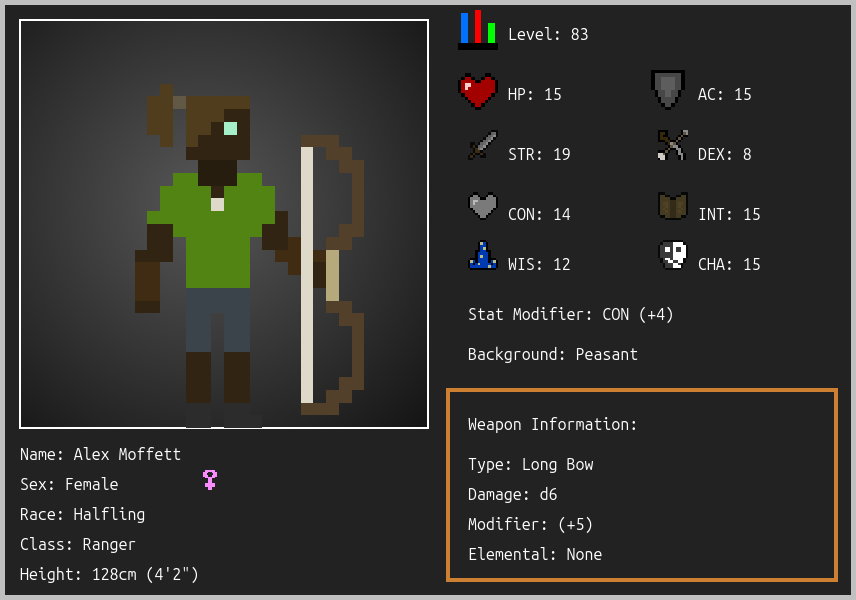 Level: 83
HP: 15
AC: 15
STR: 19
DEX: 8
CON: 14
INT: 15
WIS: 12
CHA: 15
Stat Modifier: CON (+4)
Background: Peasant
Weapon Information:
Type: Long Bow
Damage: d6
Modifier: (+5)
Elemental: None
Name: Alex Moffett
Sex: Female
Race: Halfling
Class: Ranger
Height: 128cm (4'2")